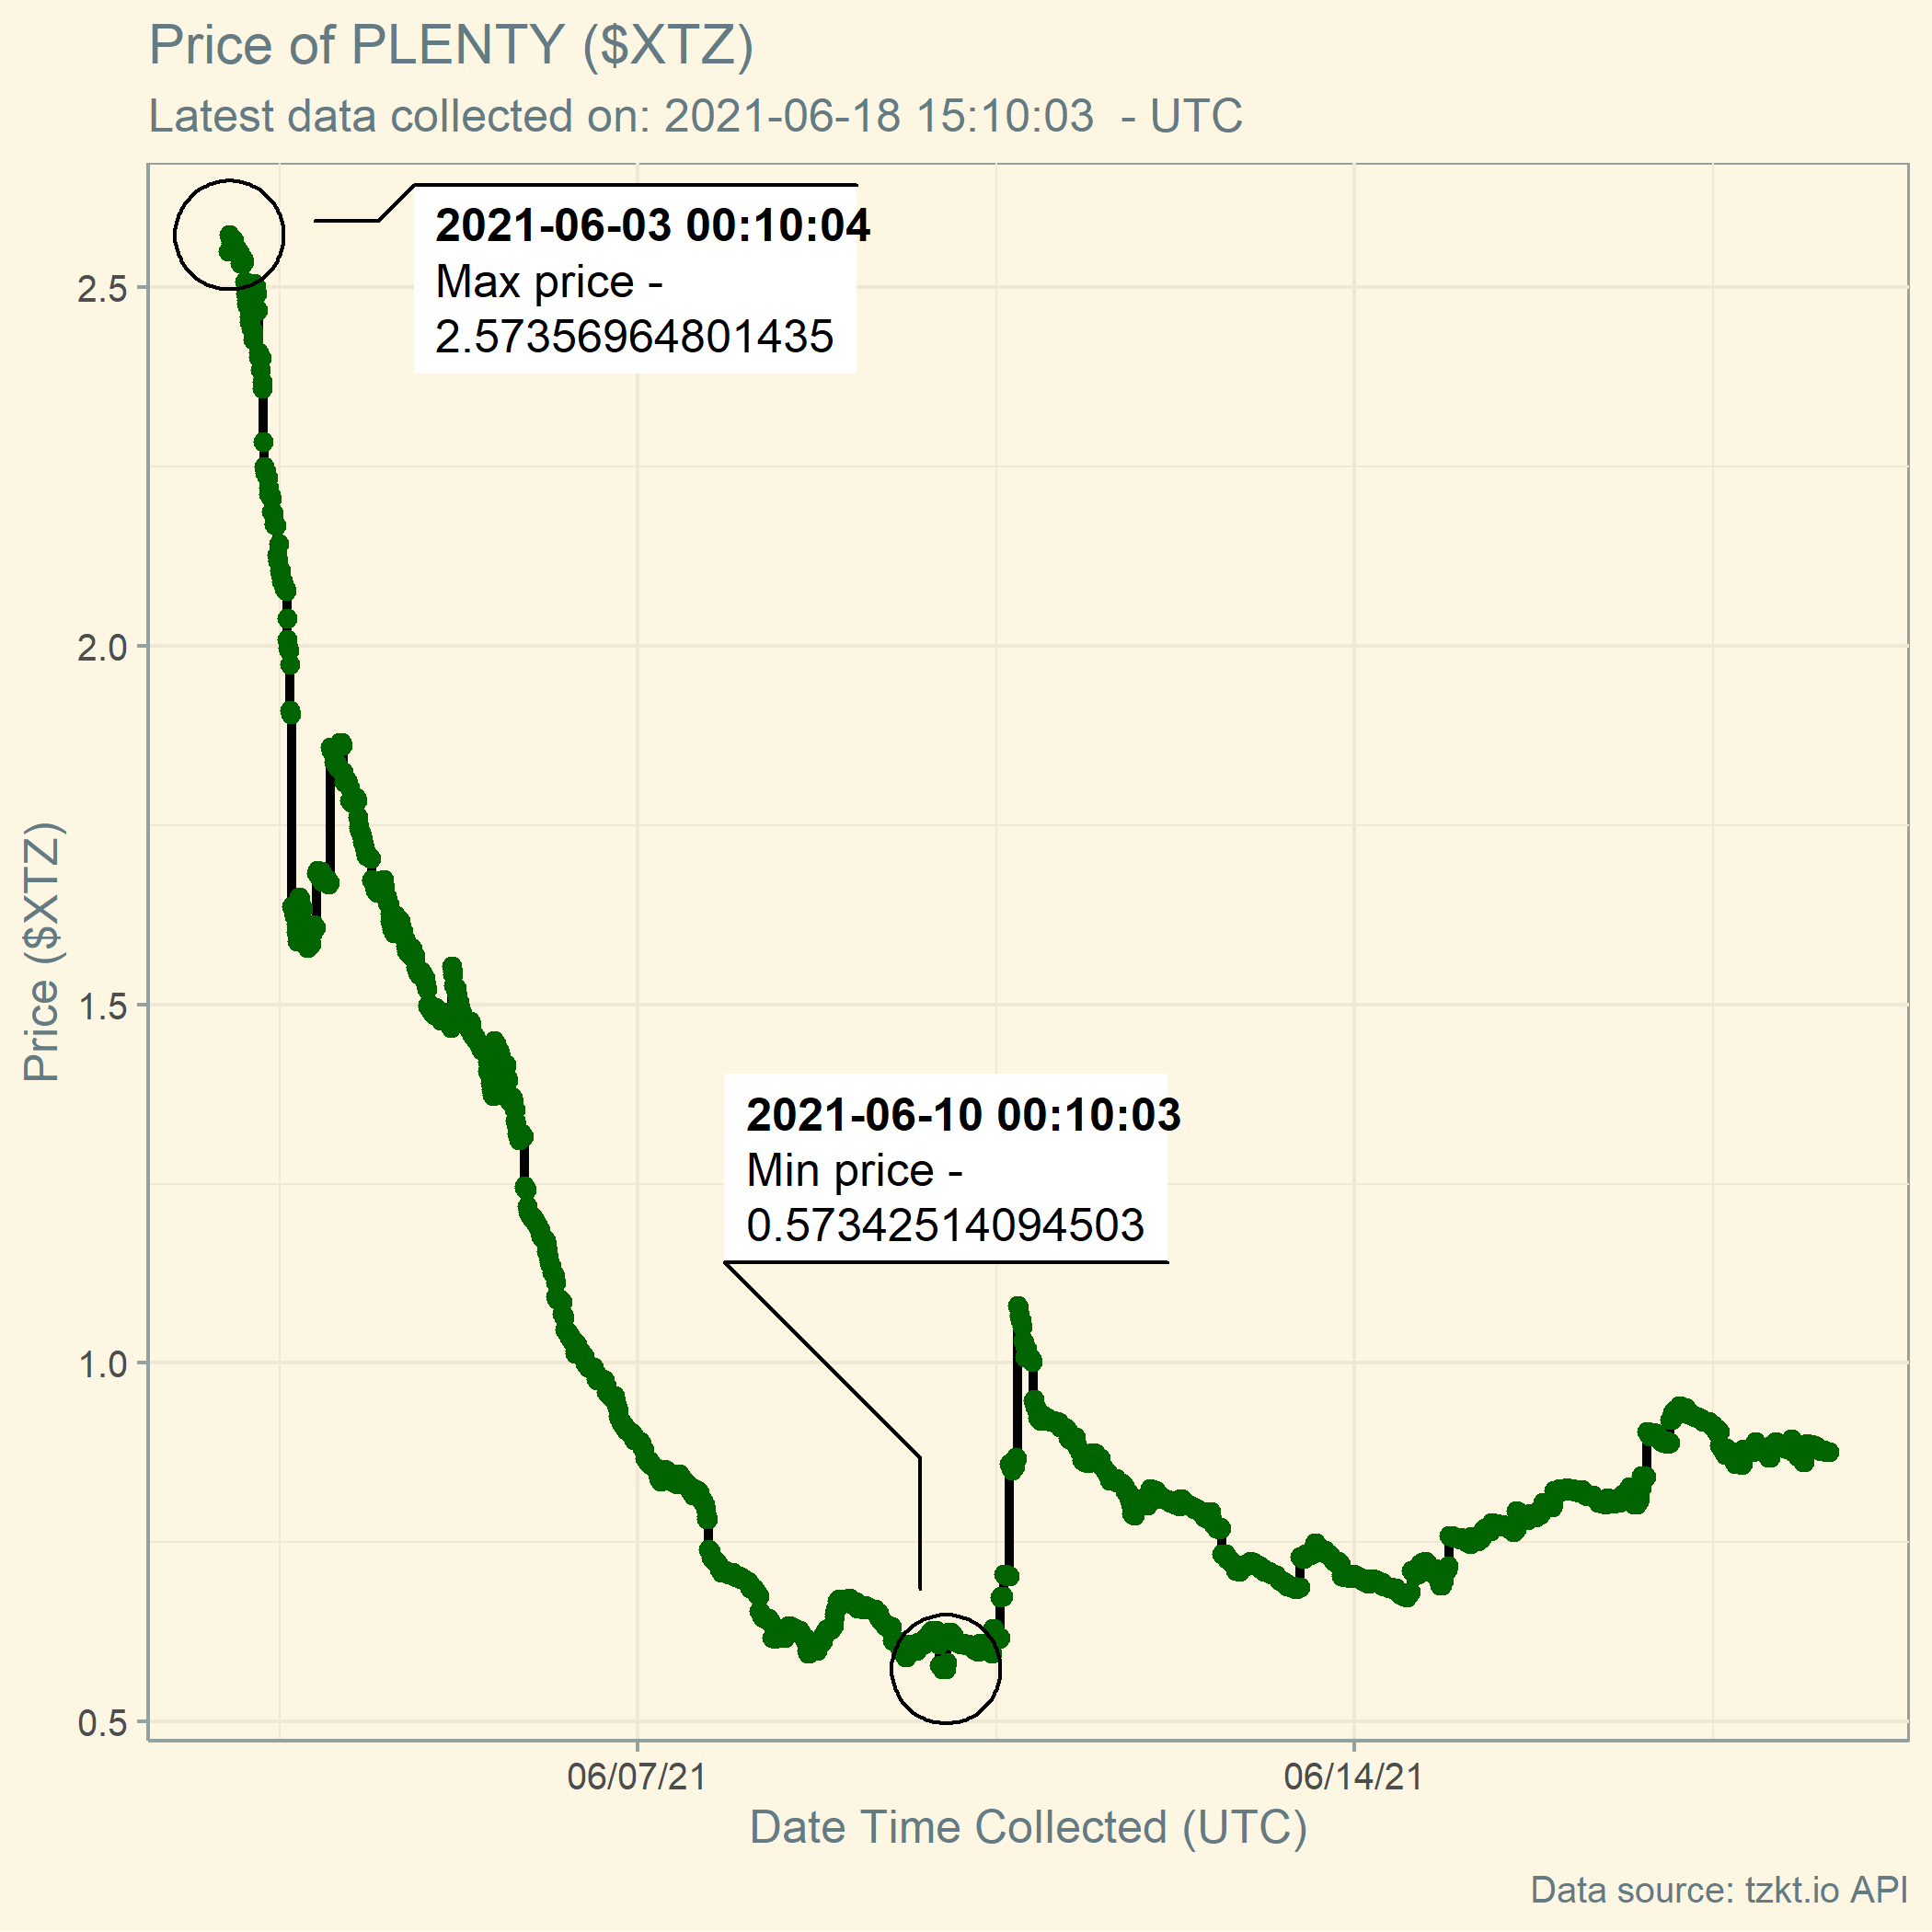 Price of PLENTY ($XTZ)
Latest data collected on: 2021-06-18 15:10:03  - UTC
2021-06-03 00:10:04
Max price -
2.57356964801435
2.5
2.0
1.5
1.0
0.5
Price ($XTZ)
2021-06-10 00:10:03
Min price -
0.57342514094503
06/07/21
06/14/21
Date Time Collected (UTC)
Data source: tzkt.io API